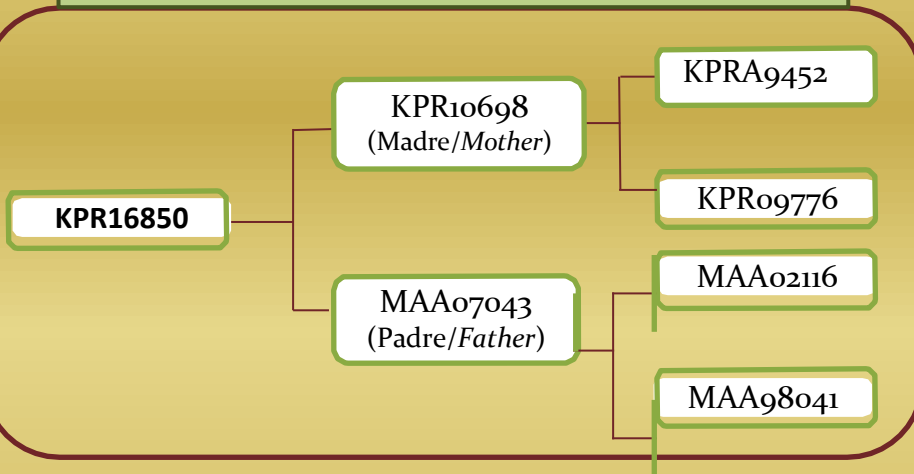 KPRA9452
KPR10698
(Madre/Mother)
KPR09776
KPR16850
MAA02116
MAA07043
(Padre/Father)
MAA98041